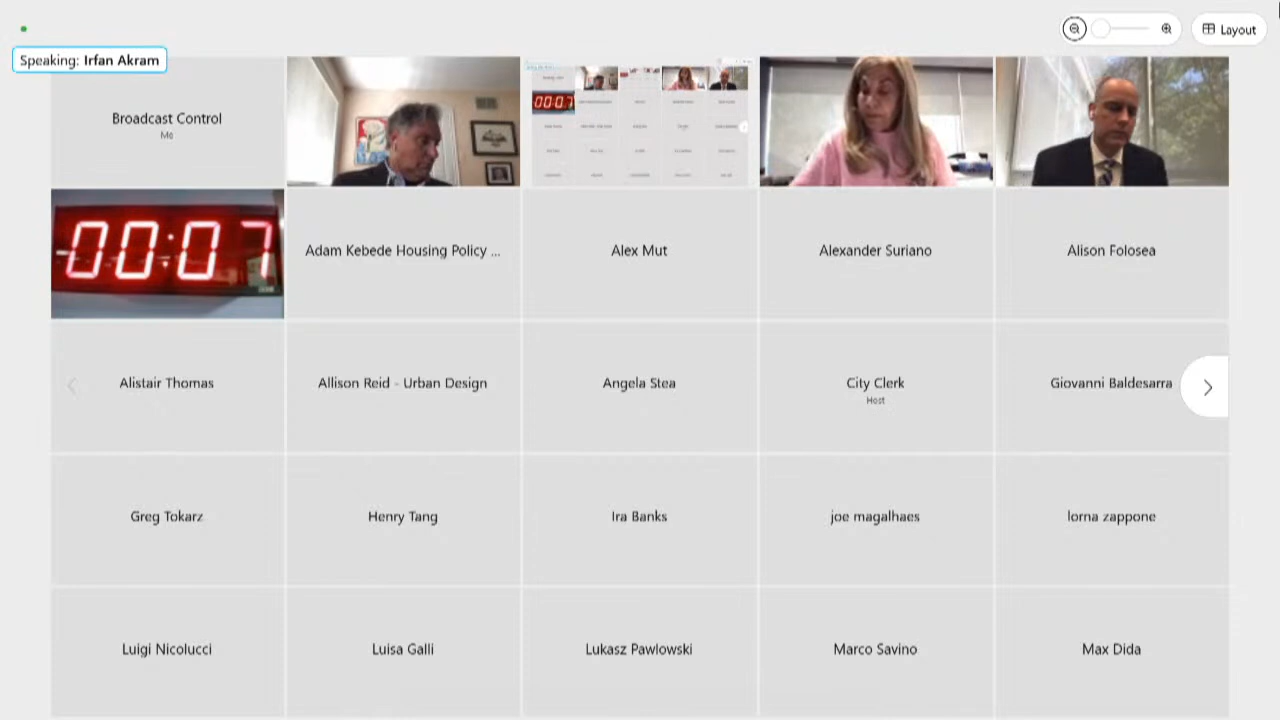 Layout
Speaking: Irfan Akram
Broadcast Control
Me
00:07
00:07
Adam Kebede Housing Policy ...
Alex Mut
Alexander Suriano
Alison Folosea
Alistair Thomas
Allison Reid - Urban Design
Angela Stea
City Clerk
Host
Giovanni Baldesarra
Greg Tokarz
Henry Tang
Ira Banks
joe magalhaes
lorna zappone
Luigi Nicolucci
Luisa Galli
Lukasz Pawlowski
Marco Savino
Max Dida